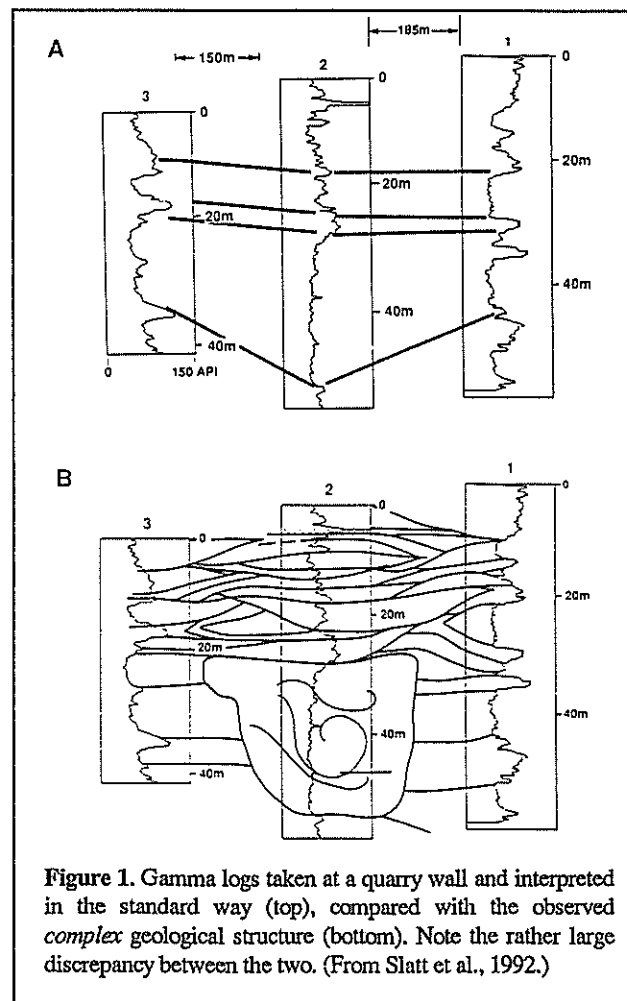 A
150m
185m
3
2
1
0
0
0
20m
20m
20m
40m
40m
40m
0
150 API
B
3
2
1
0
0
0
20m
20m
20m
40m
40m
40m
Figure 1. Gamma logs taken at a quarry wall and interpreted
in the standard way (top), compared with the observed
complex geological structure (bottom). Note the rather large
discrepancy between the two. (From Slatt et al., 1992.)